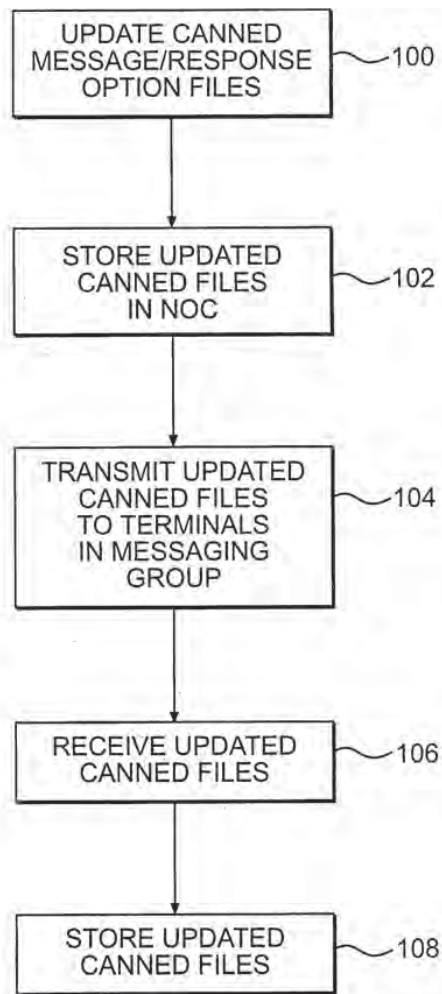 UPDATE CANNED
MESSAGE/RESPONSE
OPTION FILES
100
STORE UPDATED
CANNED FILES
IN NOC
102
TRANSMIT UPDATED
CANNED FILES
TO TERMINALS
IN MESSAGING
GROUP
104
RECEIVE UPDATED
CANNED FILES
106
STORE UPDATED
CANNED FILES
108